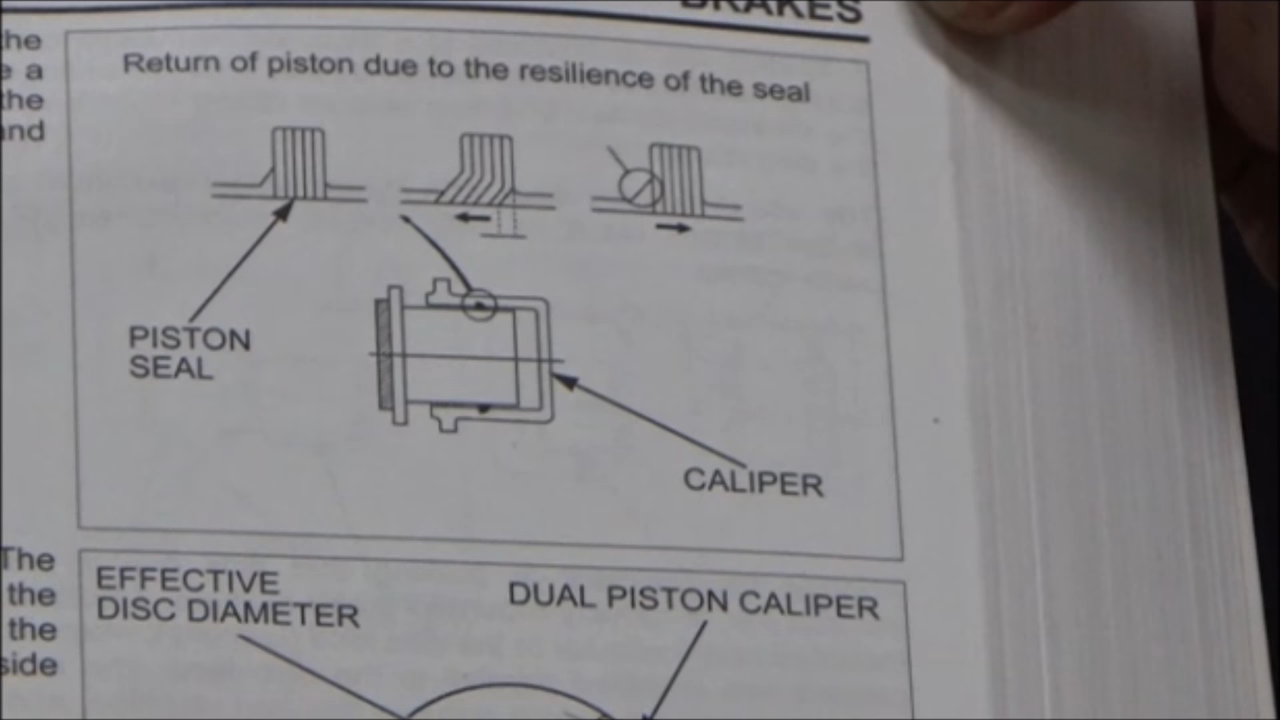 BRAKES
the
e a
the
and
Return of piston due to the resilience of the seal
PISTON
SEAL
CALIPER
The
the
the
side
EFFECTIVE
DISC DIAMETER
DUAL PISTON CALIPER